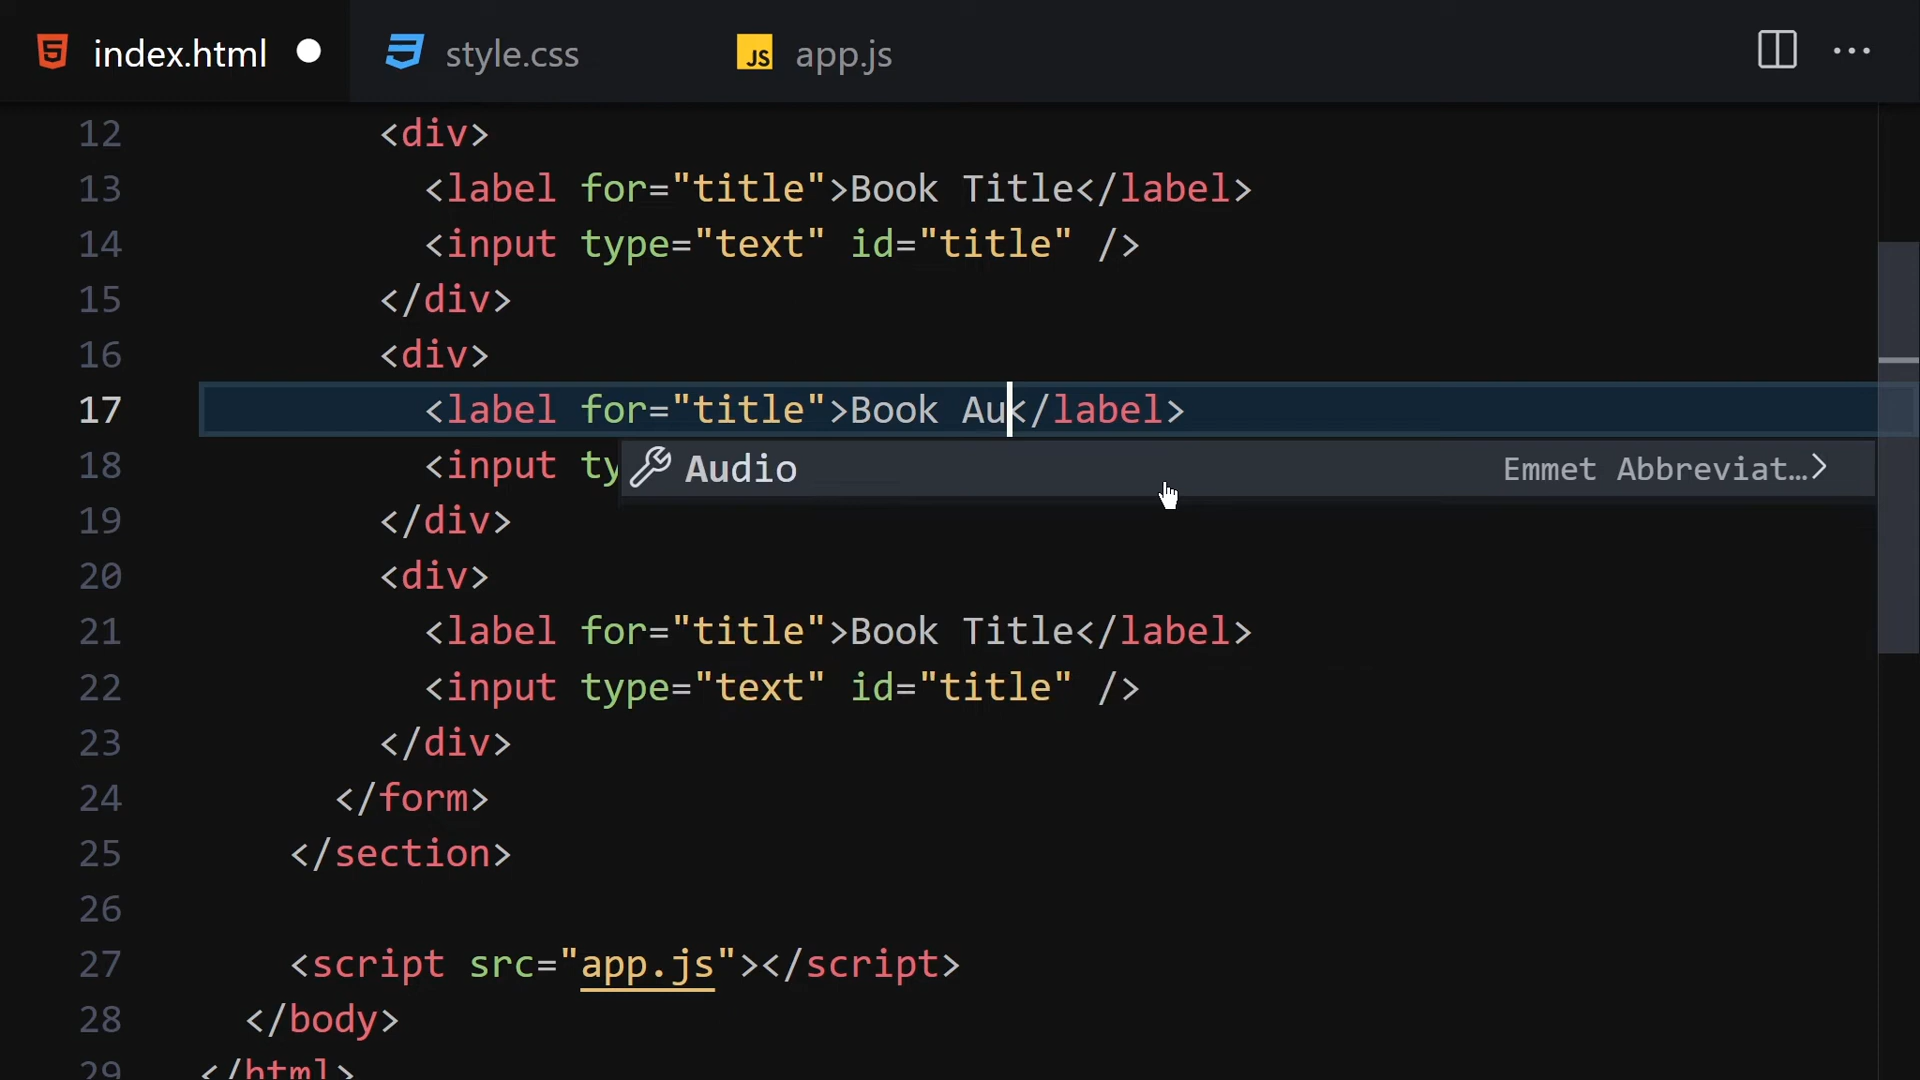 index.html style.css JS app.js
12 <div>
13 <label for="title">Book Title</label>
14 <input type="text" id="title" />
15 </div>
16 <div>
17 <label for="title">Book Au</label>
18 <input ty
Audio Emmet Abbreviat...
19 </div>
20 <div>
21 <label for="title">Book Title</label>
22 <input type="text" id="title" />
23 </div>
24 </form>
25 </section>
26
27 <script src="app.js"></script>
28 </body>
29 </html>